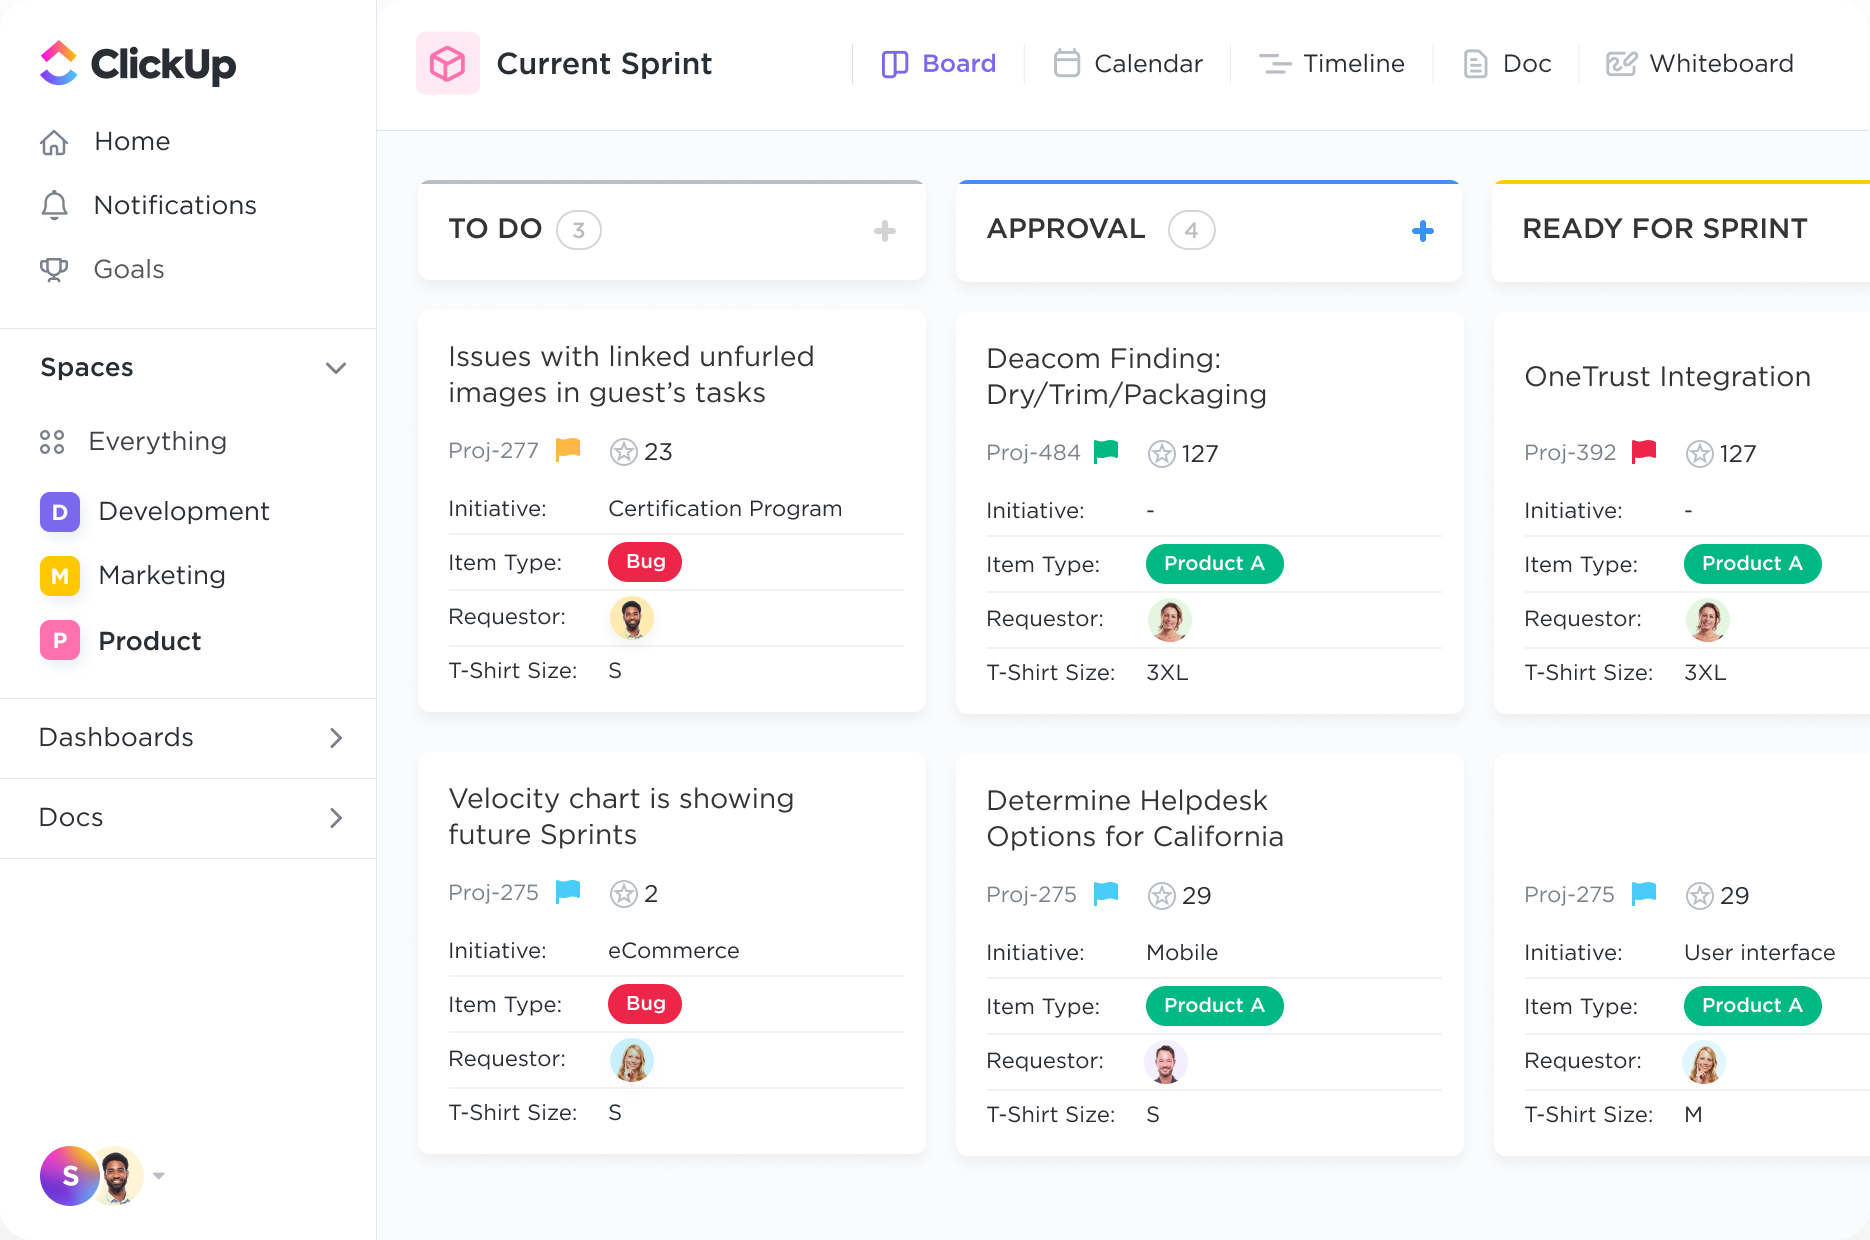 ClickUp
Home
Notifications
Goals
Spaces
Everything
D Development
M Marketing
P Product
Dashboards
Docs
S
Current Sprint
Board
Calendar
Timeline
Doc
Whiteboard
TO DO 3
Issues with linked unfurled
images in guest’s tasks
Proj-277 23
Initiative: Certification Program
Item Type: Bug
Requestor:
T-Shirt Size: S
Velocity chart is showing
future Sprints
Proj-275 2
Initiative: eCommerce
Item Type: Bug
Requestor:
T-Shirt Size: S
APPROVAL 4
Deacom Finding:
Dry/Trim/Packaging
Proj-484 127
Initiative: -
Item Type: Product A
Requestor:
T-Shirt Size: 3XL
Determine Helpdesk
Options for California
Proj-275 29
Initiative: Mobile
Item Type: Product A
Requestor:
T-Shirt Size: S
READY FOR SPRINT
OneTrust Integration
Proj-392 127
Initiative: -
Item Type: Product A
Requestor:
T-Shirt Size: 3XL
Proj-275 29
Initiative: User interface
Item Type: Product A
Requestor:
T-Shirt Size: M